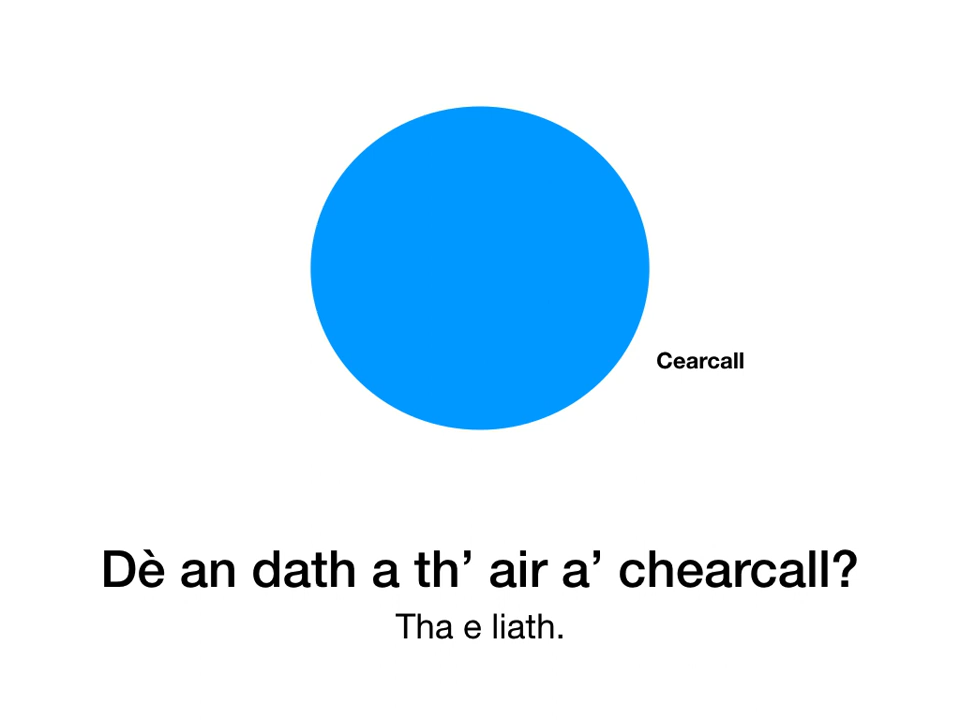 Cearcall
Dè an dath a th’ air a’ chearcall?
Tha e liath.